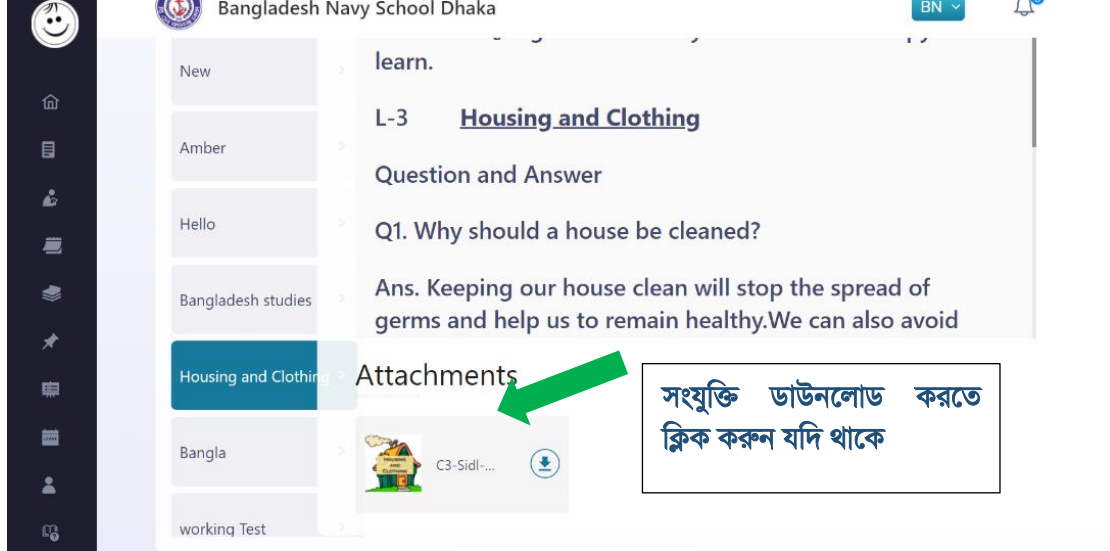 Bangladesh Navy School Dhaka
BN
New
Amber
Hello
Bangladesh studies
Housing and Clothing
Bangla
working Test
learn.
L-3 Housing and Clothing
Question and Answer
Q1. Why should a house be cleaned?
Ans. Keeping our house clean will stop the spread of
germs and help us to remain healthy.We can also avoid
Attachments
HOUSING
AND
CLOTHING
C3-Sidl-...
সংযুক্তি ডাউনলোড করতে
ক্লিক করুন যদি থাকে